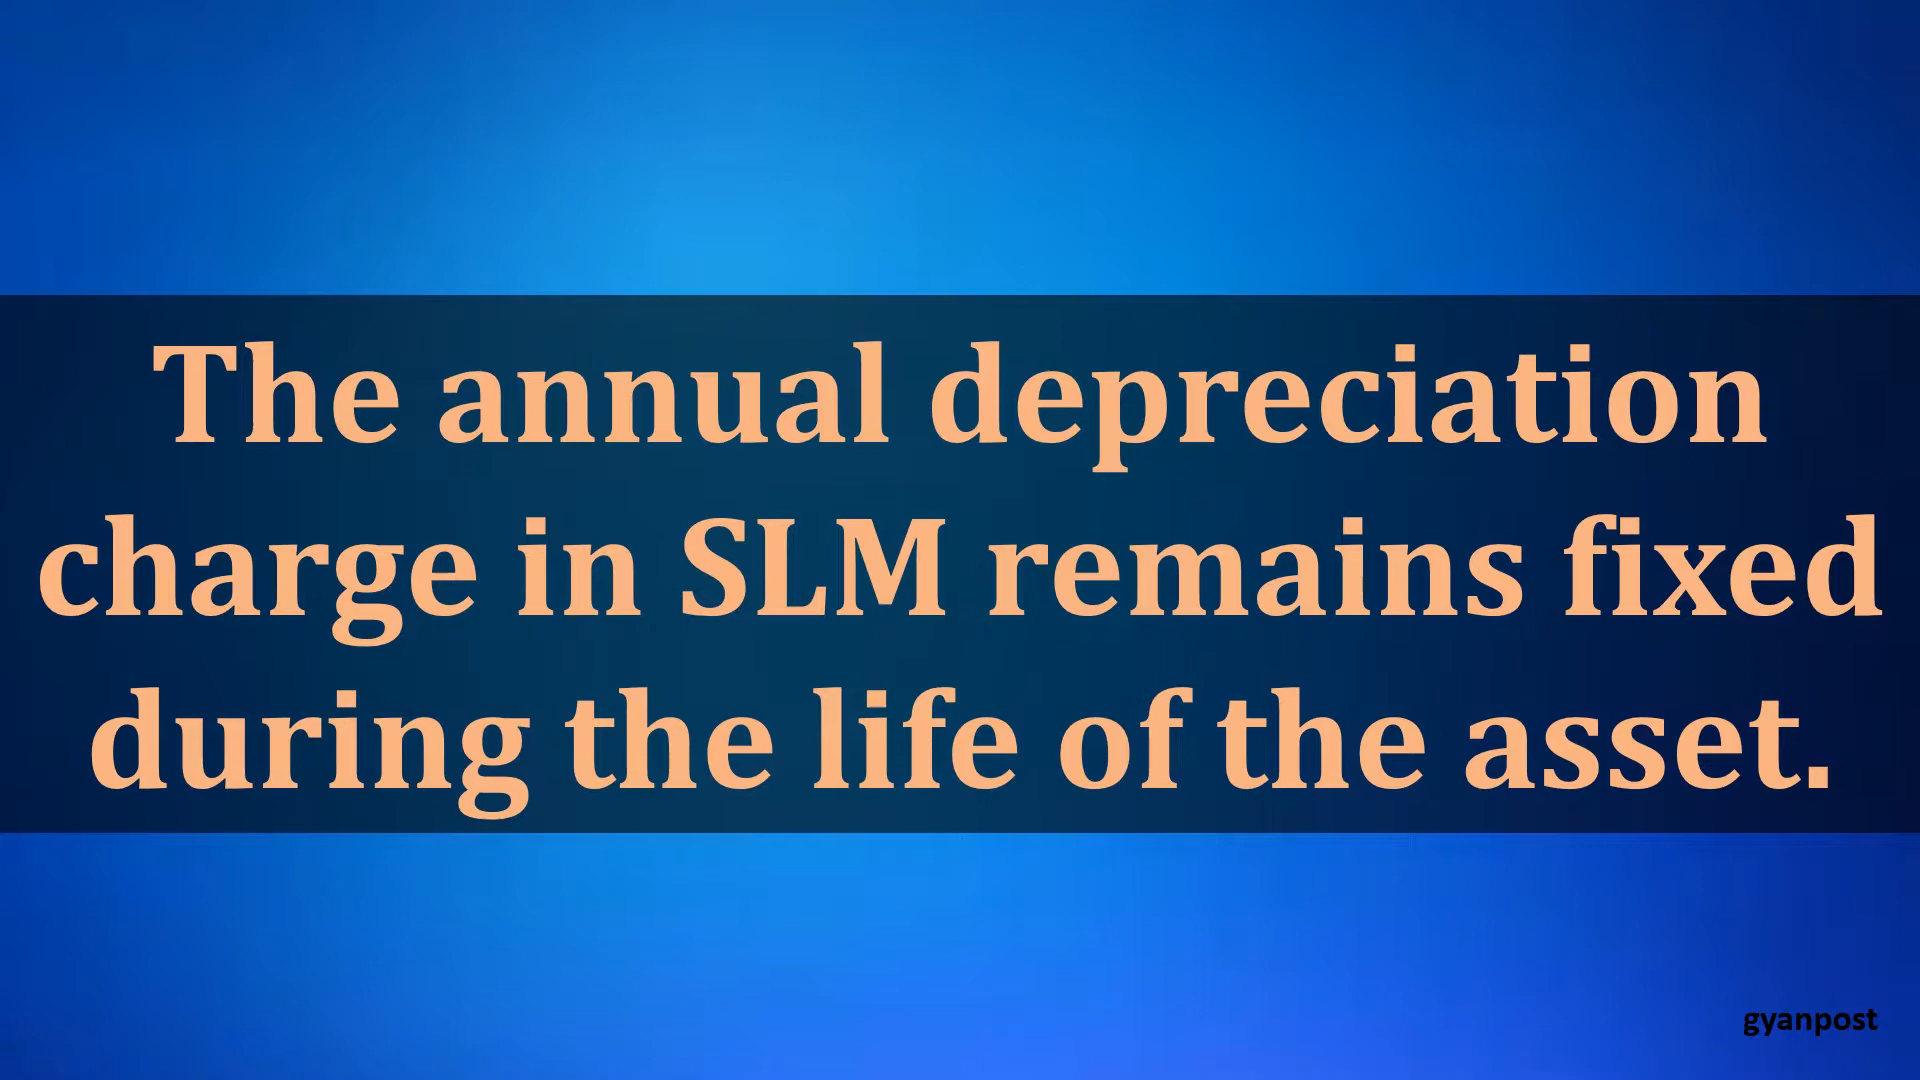 The annual depreciation
charge in SLM remains fixed
during the life of the asset.
gyanpost